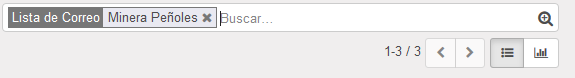 Lista de Correo Minera Peñoles × Buscar...
1-3 / 3